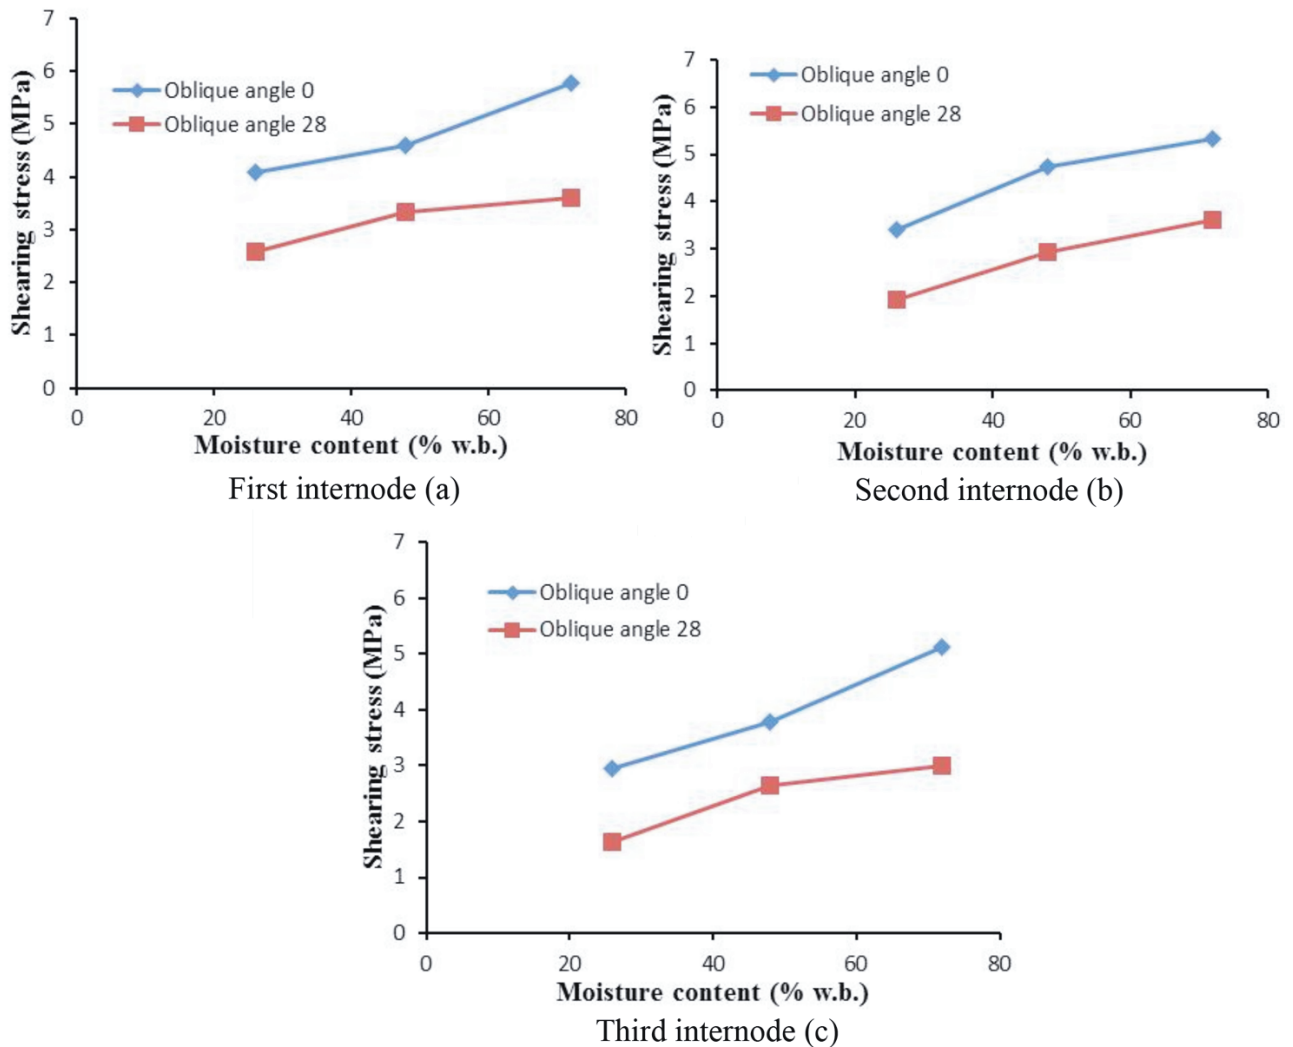 7
6
5
4
3
2
1
0
Shearing stress (MPa)
Oblique angle 0
Oblique angle 28
0 20 40 60 80
Moisture content (% w.b.)
First internode (a)
7
6
5
4
3
2
1
0
Shearing stress (MPa)
Oblique angle 0
Oblique angle 28
0 20 40 60 80
Moisture content (% w.b.)
Second internode (b)
7
6
5
4
3
2
1
0
Shearing stress (MPa)
Oblique angle 0
Oblique angle 28
0 20 40 60 80
Moisture content (% w.b.)
Third internode (c)